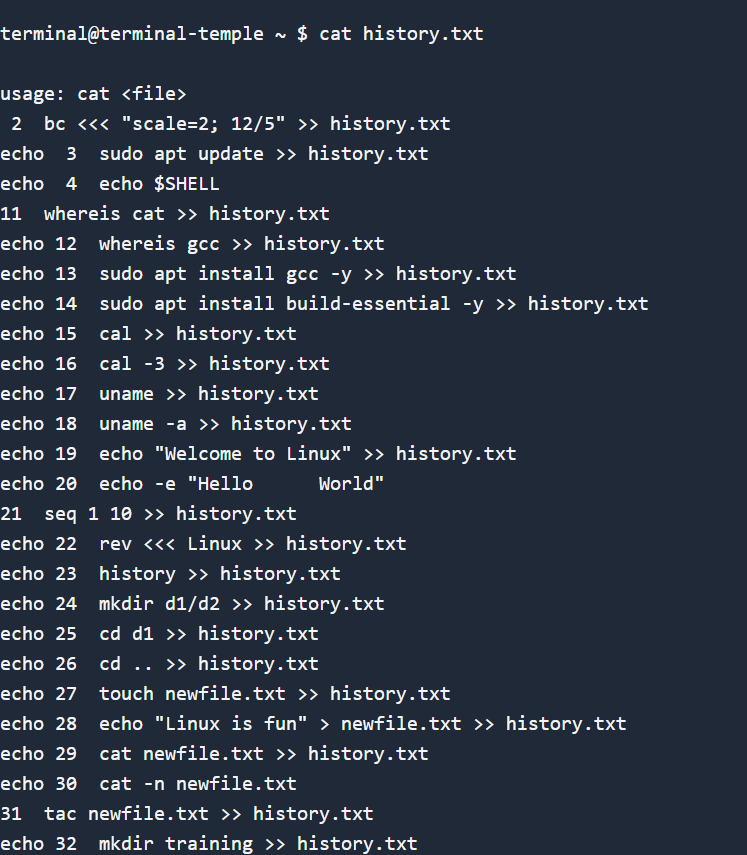 terminal@terminal-temple ~ $ cat history.txt
usage: cat <file>
 2  bc <<< "scale=2; 12/5" >> history.txt
echo  3  sudo apt update >> history.txt
echo  4  echo $SHELL
11  whereis cat >> history.txt
echo 12  whereis gcc >> history.txt
echo 13  sudo apt install gcc -y >> history.txt
echo 14  sudo apt install build-essential -y >> history.txt
echo 15  cal >> history.txt
echo 16  cal -3 >> history.txt
echo 17  uname >> history.txt
echo 18  uname -a >> history.txt
echo 19  echo "Welcome to Linux" >> history.txt
echo 20  echo -e "Hello      World"
21  seq 1 10 >> history.txt
echo 22  rev <<< Linux >> history.txt
echo 23  history >> history.txt
echo 24  mkdir d1/d2 >> history.txt
echo 25  cd d1 >> history.txt
echo 26  cd .. >> history.txt
echo 27  touch newfile.txt >> history.txt
echo 28  echo "Linux is fun" > newfile.txt >> history.txt
echo 29  cat newfile.txt >> history.txt
echo 30  cat -n newfile.txt
31  tac newfile.txt >> history.txt
echo 32  mkdir training >> history.txt